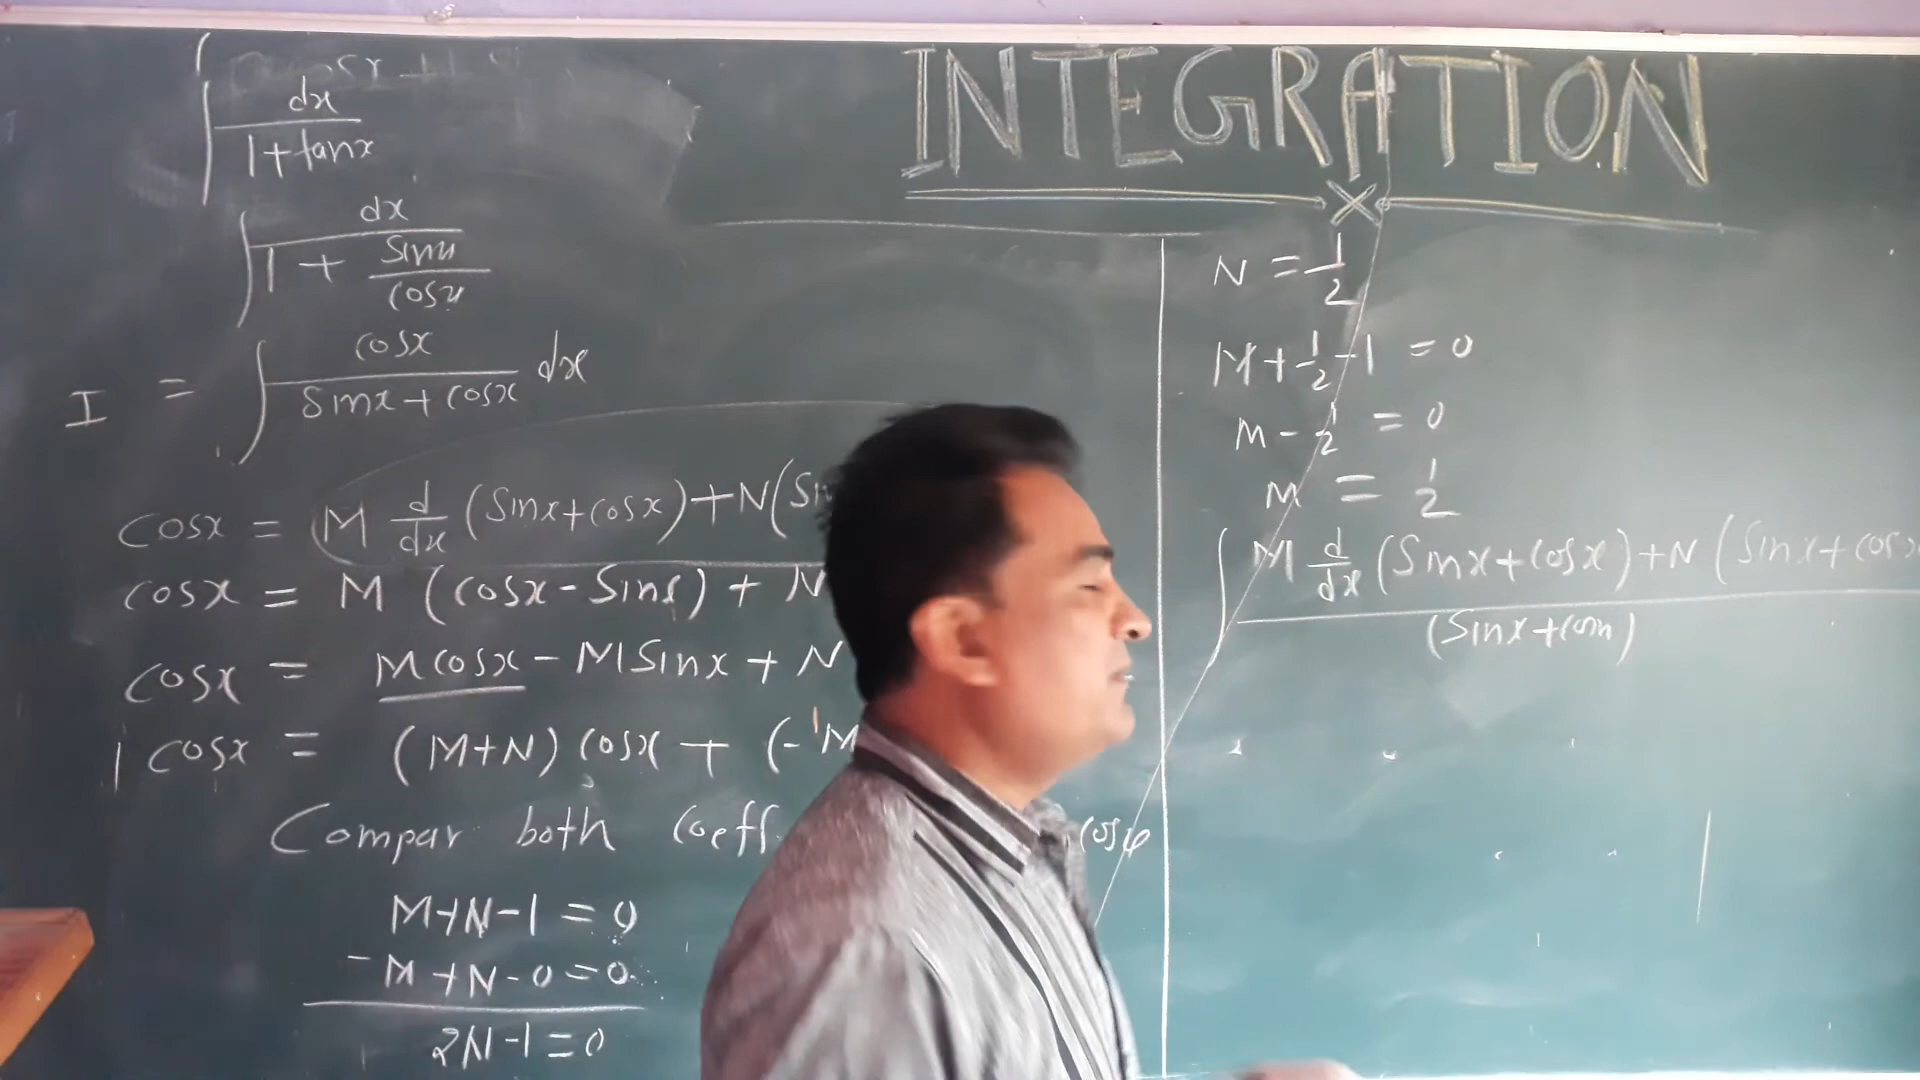 INTEGRATION
∫ dx / 1+tanx
∫ dx / 1 + sinx/cosx
I = ∫ cosx / sinx+cosx dx
cosx = M d/dx (sinx+cosx)+N(
cosx = M (cosx-sinx) + N
cosx = Mcosx - Msinx + N
1 cosx = (M+N) cosx + (-M
Compar both coeff. cos
M+N-1 = 0
-M+N-0=0
2N-1=0
N = 1/2
M+1/2-1 = 0
M-1/2 = 0
M = 1/2
∫ M d/dx (sinx+cosx)+N (sinx+cosx / (sinx+cosx)